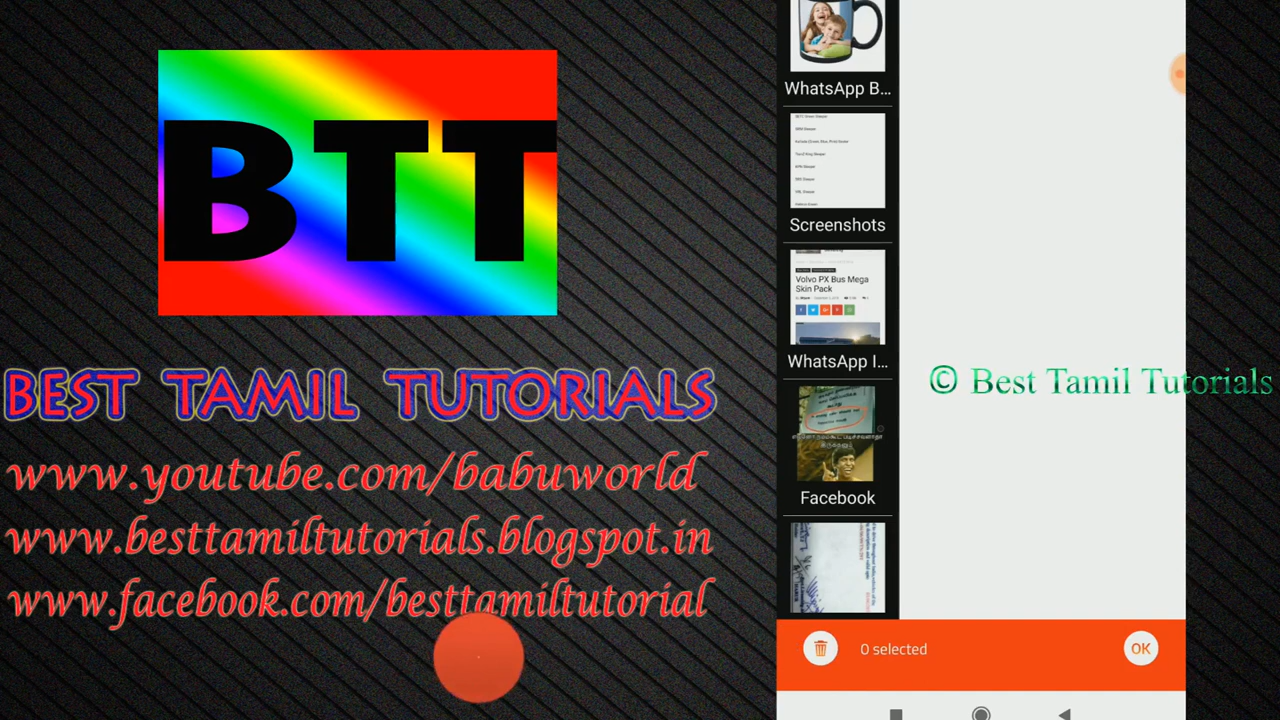 BTT
BEST TAMIL TUTORIALS
www.youtube.com/babuworld
www.besttamiltutorials.blogspot.in
www.facebook.com/besttamiltutorial
WhatsApp B...
Screenshots
Volvo PX Bus Mega
Skin Pack
WhatsApp I...
Facebook
© Best Tamil Tutorials
0 selected
OK